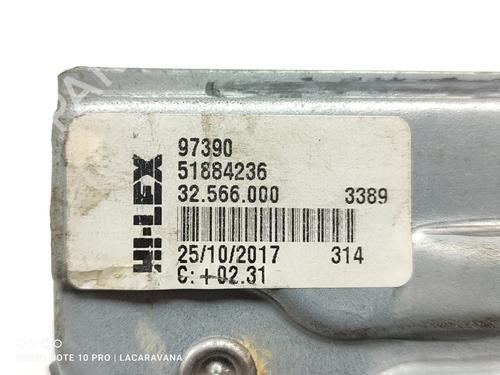 HI-LEX
97390
51884236
32.566.000 3389
25/10/2017 314
C: +02.31
NOTE 10 PRO | LACARAVANA